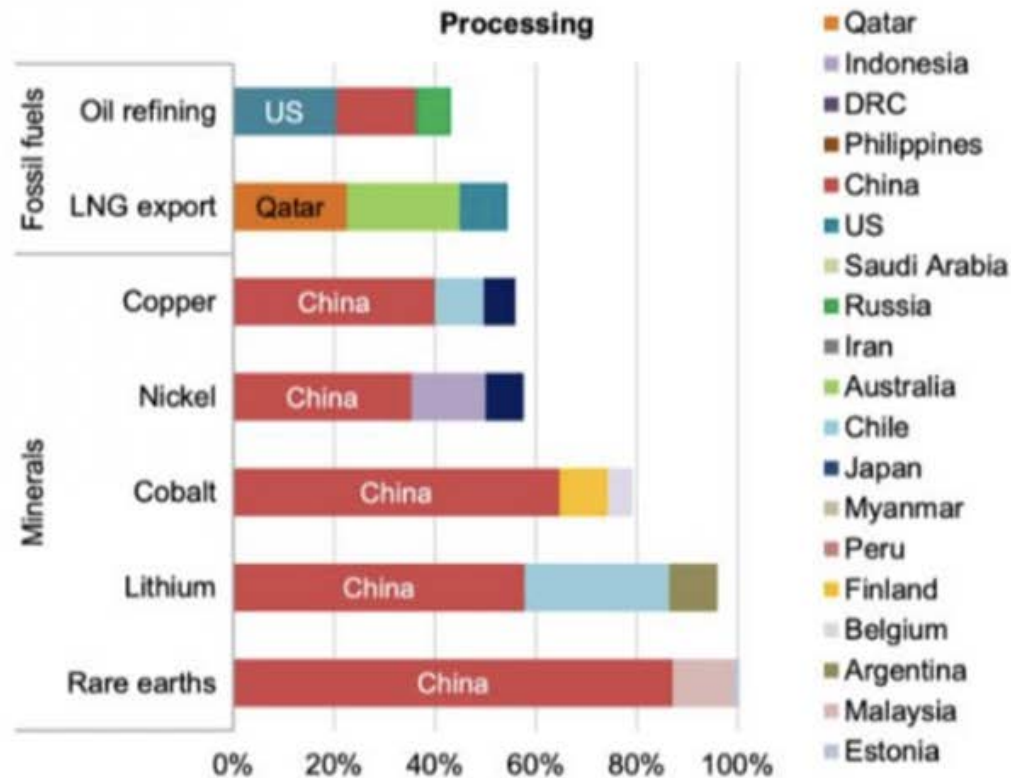 Processing
Fossil fuels
Oil refining
US
LNG export
Qatar
Minerals
Copper
China
Nickel
China
Cobalt
China
Lithium
China
Rare earths
China
0% 20% 40% 60% 80% 100%
Qatar
Indonesia
DRC
Philippines
China
US
Saudi Arabia
Russia
Iran
Australia
Chile
Japan
Myanmar
Peru
Finland
Belgium
Argentina
Malaysia
Estonia